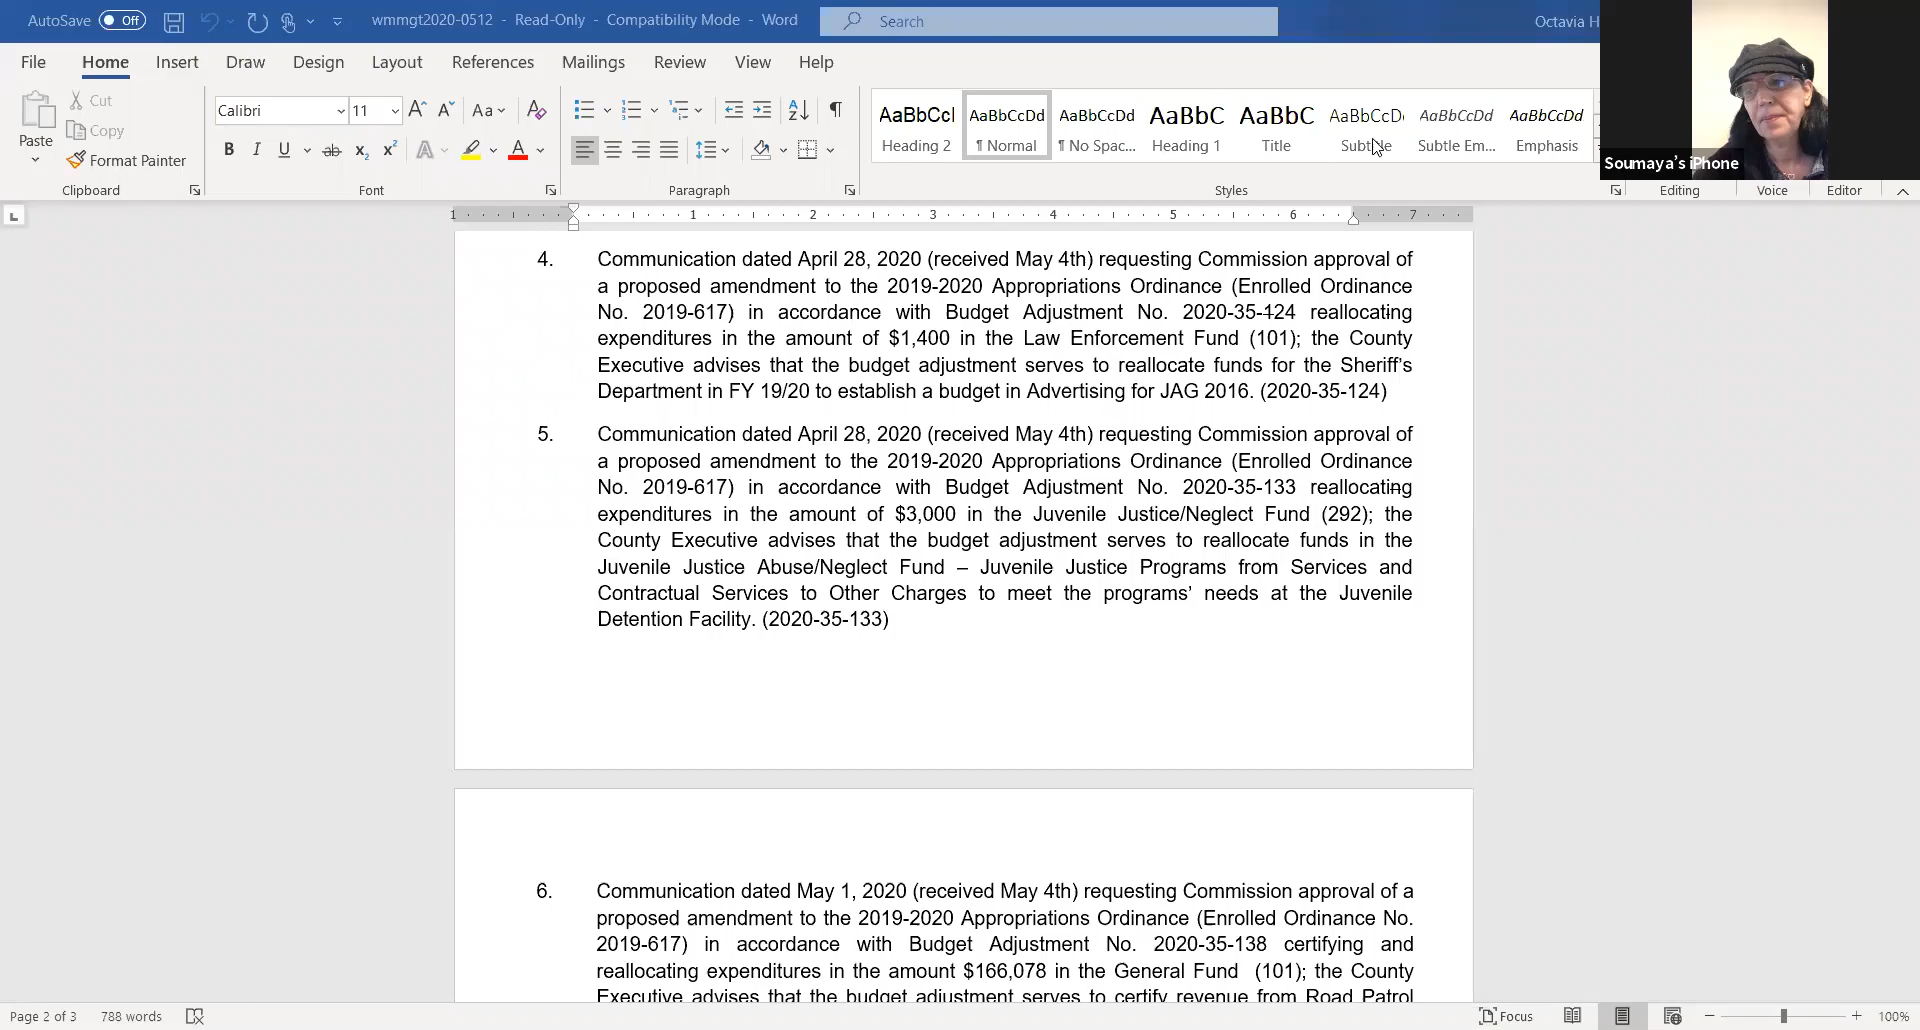 AutoSave Off wmmgt2020-0512 - Read-Only - Compatibility Mode - Word Search Octavia H
File Home Insert Draw Design Layout References Mailings Review View Help
Paste Cut Copy Format Painter
Calibri 11 Aa
AaBbCcI AaBbCcDd AaBbCcDd AaBbC AaBbC AaBbCcD AaBbCcDd AaBbCcDd
Heading 2 ¶ Normal ¶ No Spac... Heading 1 Title Subtitle Subtle Em... Emphasis
Soumaya's iPhone
Clipboard Font Paragraph Styles Editing Voice Editor
1 1 2 3 4 5 6 7
4. Communication dated April 28, 2020 (received May 4th) requesting Commission approval of
a proposed amendment to the 2019-2020 Appropriations Ordinance (Enrolled Ordinance
No. 2019-617) in accordance with Budget Adjustment No. 2020-35-124 reallocating
expenditures in the amount of $1,400 in the Law Enforcement Fund (101); the County
Executive advises that the budget adjustment serves to reallocate funds for the Sheriff’s
Department in FY 19/20 to establish a budget in Advertising for JAG 2016. (2020-35-124)
5. Communication dated April 28, 2020 (received May 4th) requesting Commission approval of
a proposed amendment to the 2019-2020 Appropriations Ordinance (Enrolled Ordinance
No. 2019-617) in accordance with Budget Adjustment No. 2020-35-133 reallocating
expenditures in the amount of $3,000 in the Juvenile Justice/Neglect Fund (292); the
County Executive advises that the budget adjustment serves to reallocate funds in the
Juvenile Justice Abuse/Neglect Fund – Juvenile Justice Programs from Services and
Contractual Services to Other Charges to meet the programs’ needs at the Juvenile
Detention Facility. (2020-35-133)
6. Communication dated May 1, 2020 (received May 4th) requesting Commission approval of a
proposed amendment to the 2019-2020 Appropriations Ordinance (Enrolled Ordinance No.
2019-617) in accordance with Budget Adjustment No. 2020-35-138 certifying and
reallocating expenditures in the amount $166,078 in the General Fund (101); the County
Executive advises that the budget adjustment serves to certify revenue from Road Patrol
Page 2 of 3 788 words Focus 100%